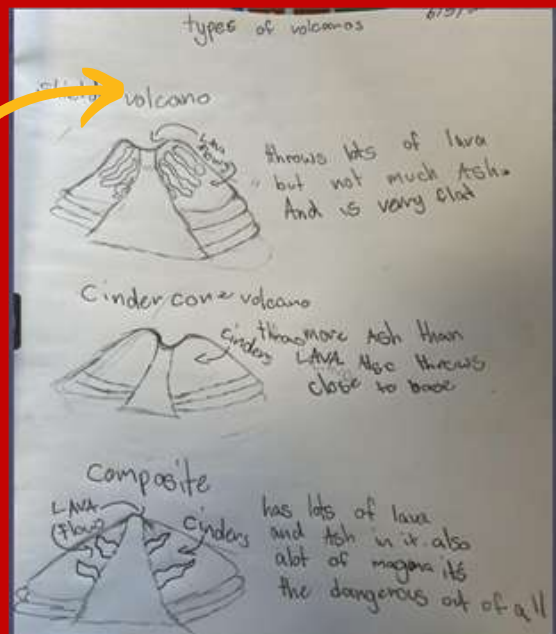 types of volcanos
Shield volcano
LAVA
flows
throws lots of lava
but not much Ash.
And is very flat
Cinder cone volcano
Cinders
throws more Ash than
LAVA Also throws
close to base
Composite
LAVA
(Flow)
Cinders
has lots of lava
and Ash in it also
alot of magma its
the dangerous out of all